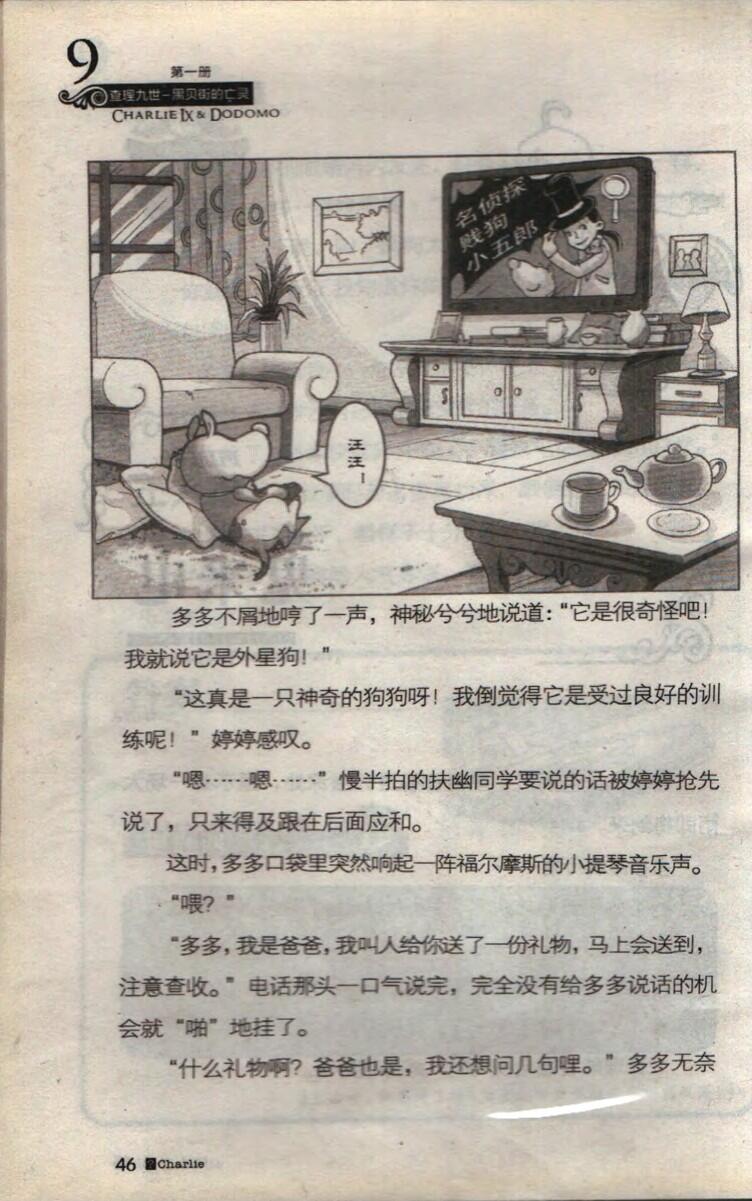 9
第一册
查理九世-黑贝街的亡灵
CHARLIE IX & DODOMO
名侦探
贱狗
小五郎
汪汪！
多多不屑地哼了一声，神秘兮兮地说道：“它是很奇怪吧！
我就说它是外星狗！”
“这真是一只神奇的狗狗呀！我倒觉得它是受过良好的训
练呢！”婷婷感叹。
“嗯……嗯……”慢半拍的扶幽同学要说的话被婷婷抢先
说了，只来得及跟在后面应和。
这时，多多口袋里突然响起一阵福尔摩斯的小提琴音乐声。
“喂？”
“多多，我是爸爸，我叫人给你送了一份礼物，马上会送到，
注意查收。”电话那头一口气说完，完全没有给多多说话的机
会就“啪”地挂了。
“什么礼物啊？爸爸也是，我还想问几句哩。”多多无奈
46 Charlie